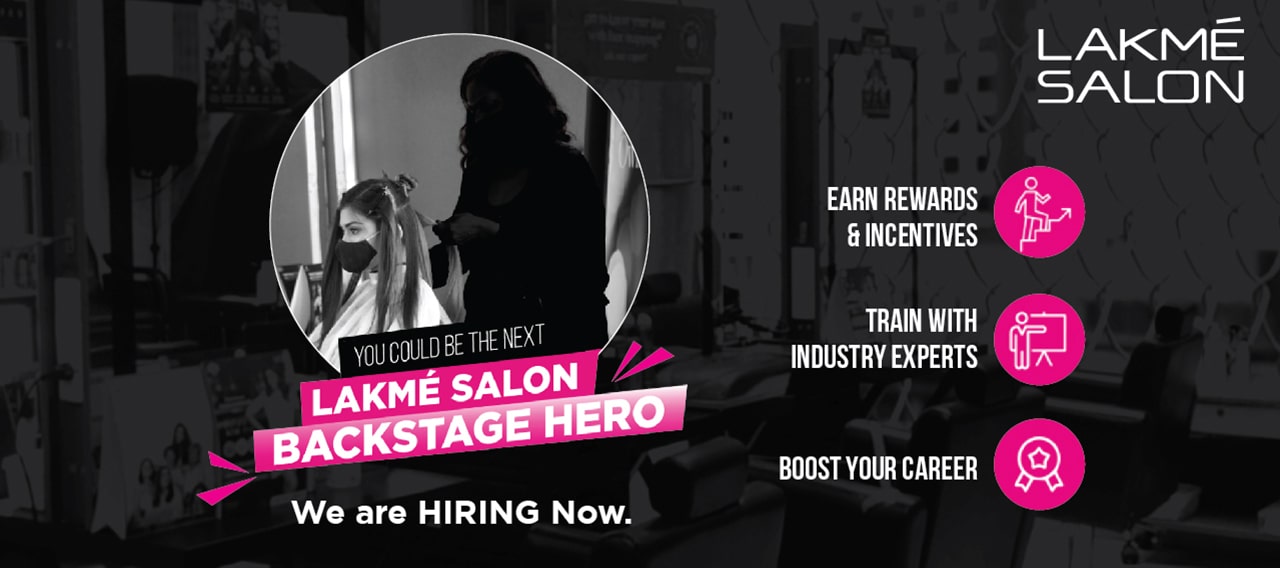 LAKMÉ
SALON
YOU COULD BE THE NEXT
LAKMÉ SALON
BACKSTAGE HERO
We are HIRING Now.
EARN REWARDS
& INCENTIVES
TRAIN WITH
INDUSTRY EXPERTS
BOOST YOUR CAREER